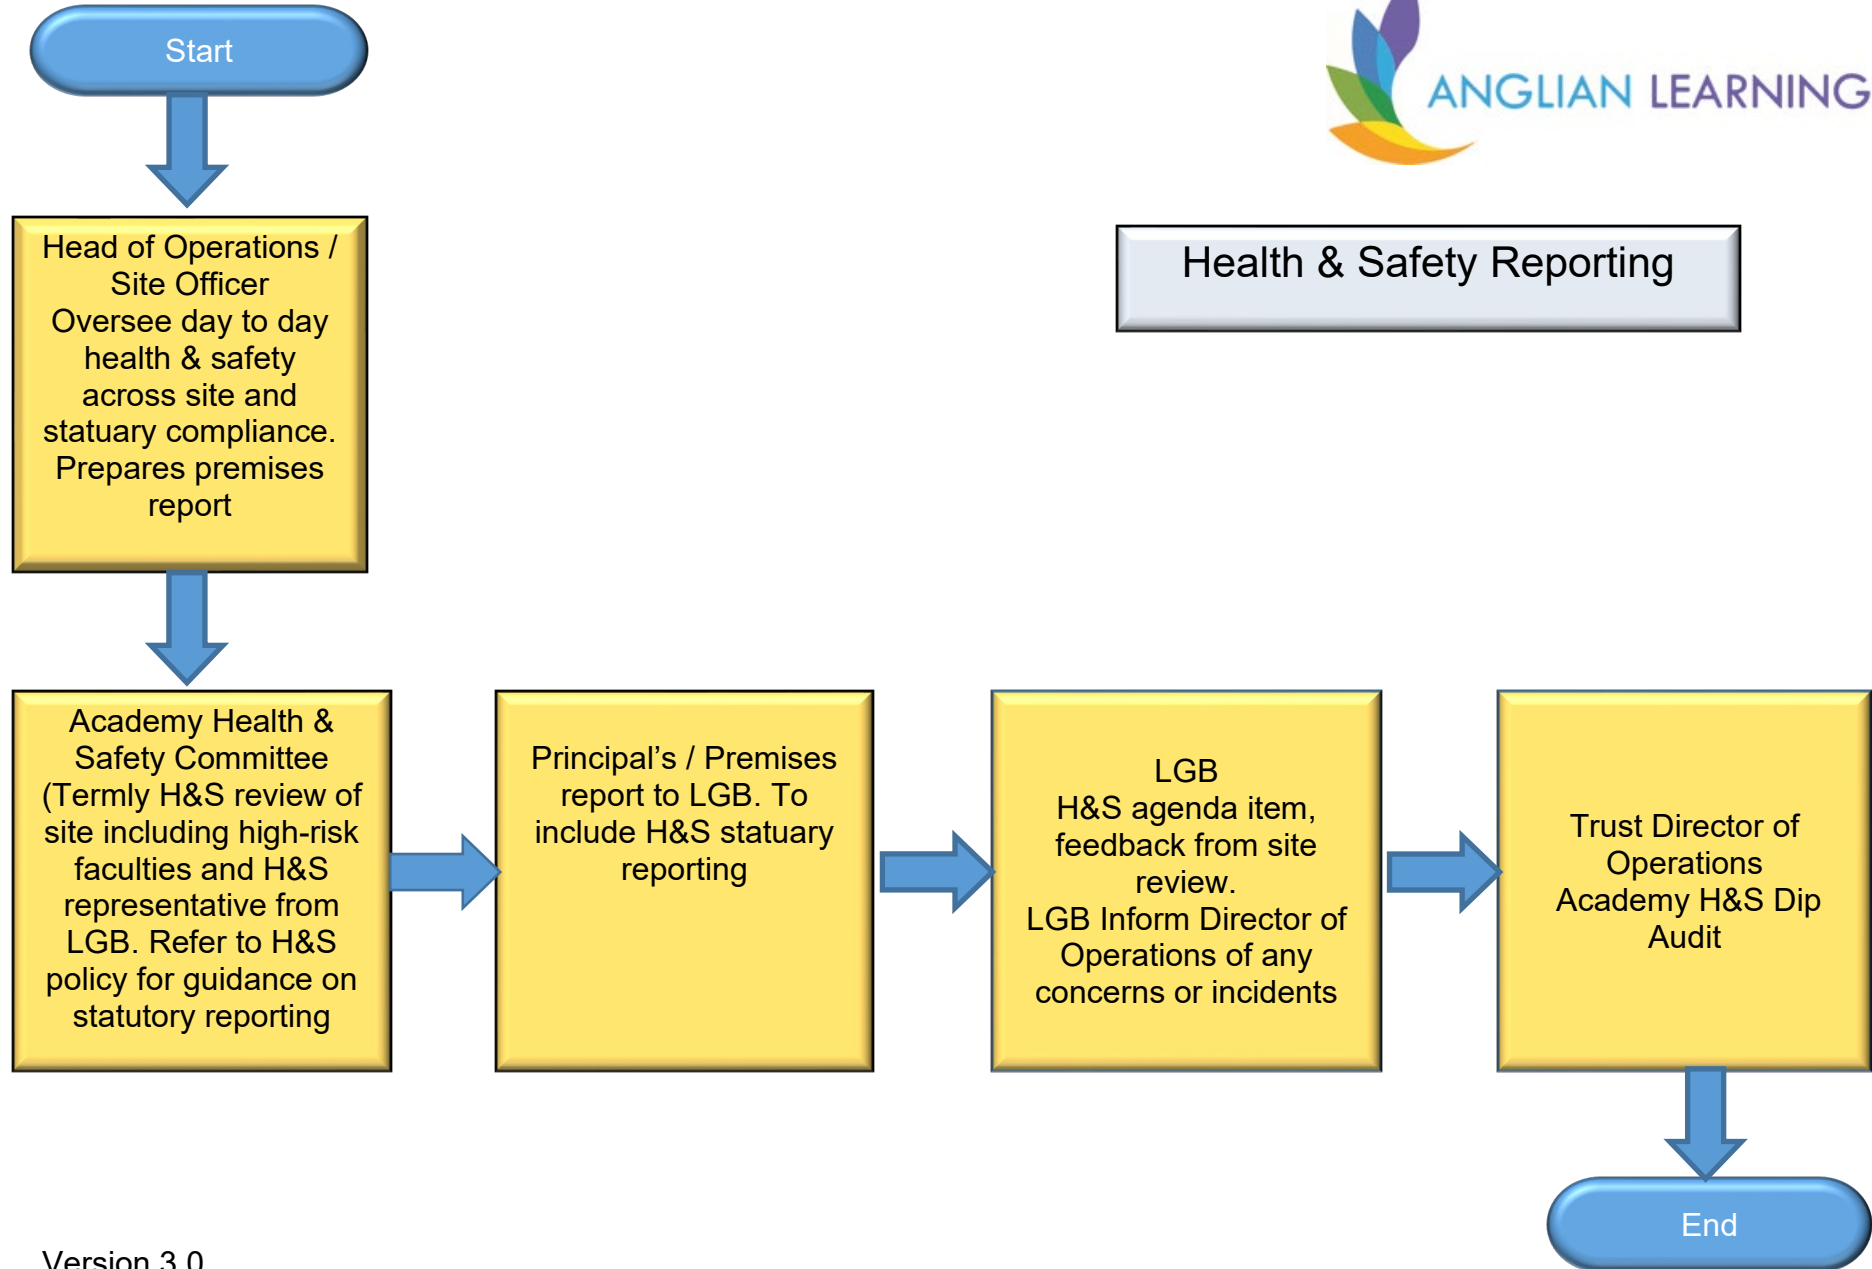 Start
ANGLIAN LEARNING
Head of Operations /
Site Officer
Oversee day to day
health & safety
across site and
statuary compliance.
Prepares premises
report
Health & Safety Reporting
Academy Health &
Safety Committee
(Termly H&S review of
site including high-risk
faculties and H&S
representative from
LGB. Refer to H&S
policy for guidance on
statutory reporting
Principal’s / Premises
report to LGB. To
include H&S statuary
reporting
LGB
H&S agenda item,
feedback from site
review.
LGB Inform Director of
Operations of any
concerns or incidents
Trust Director of
Operations
Academy H&S Dip
Audit
End
Version 3.0